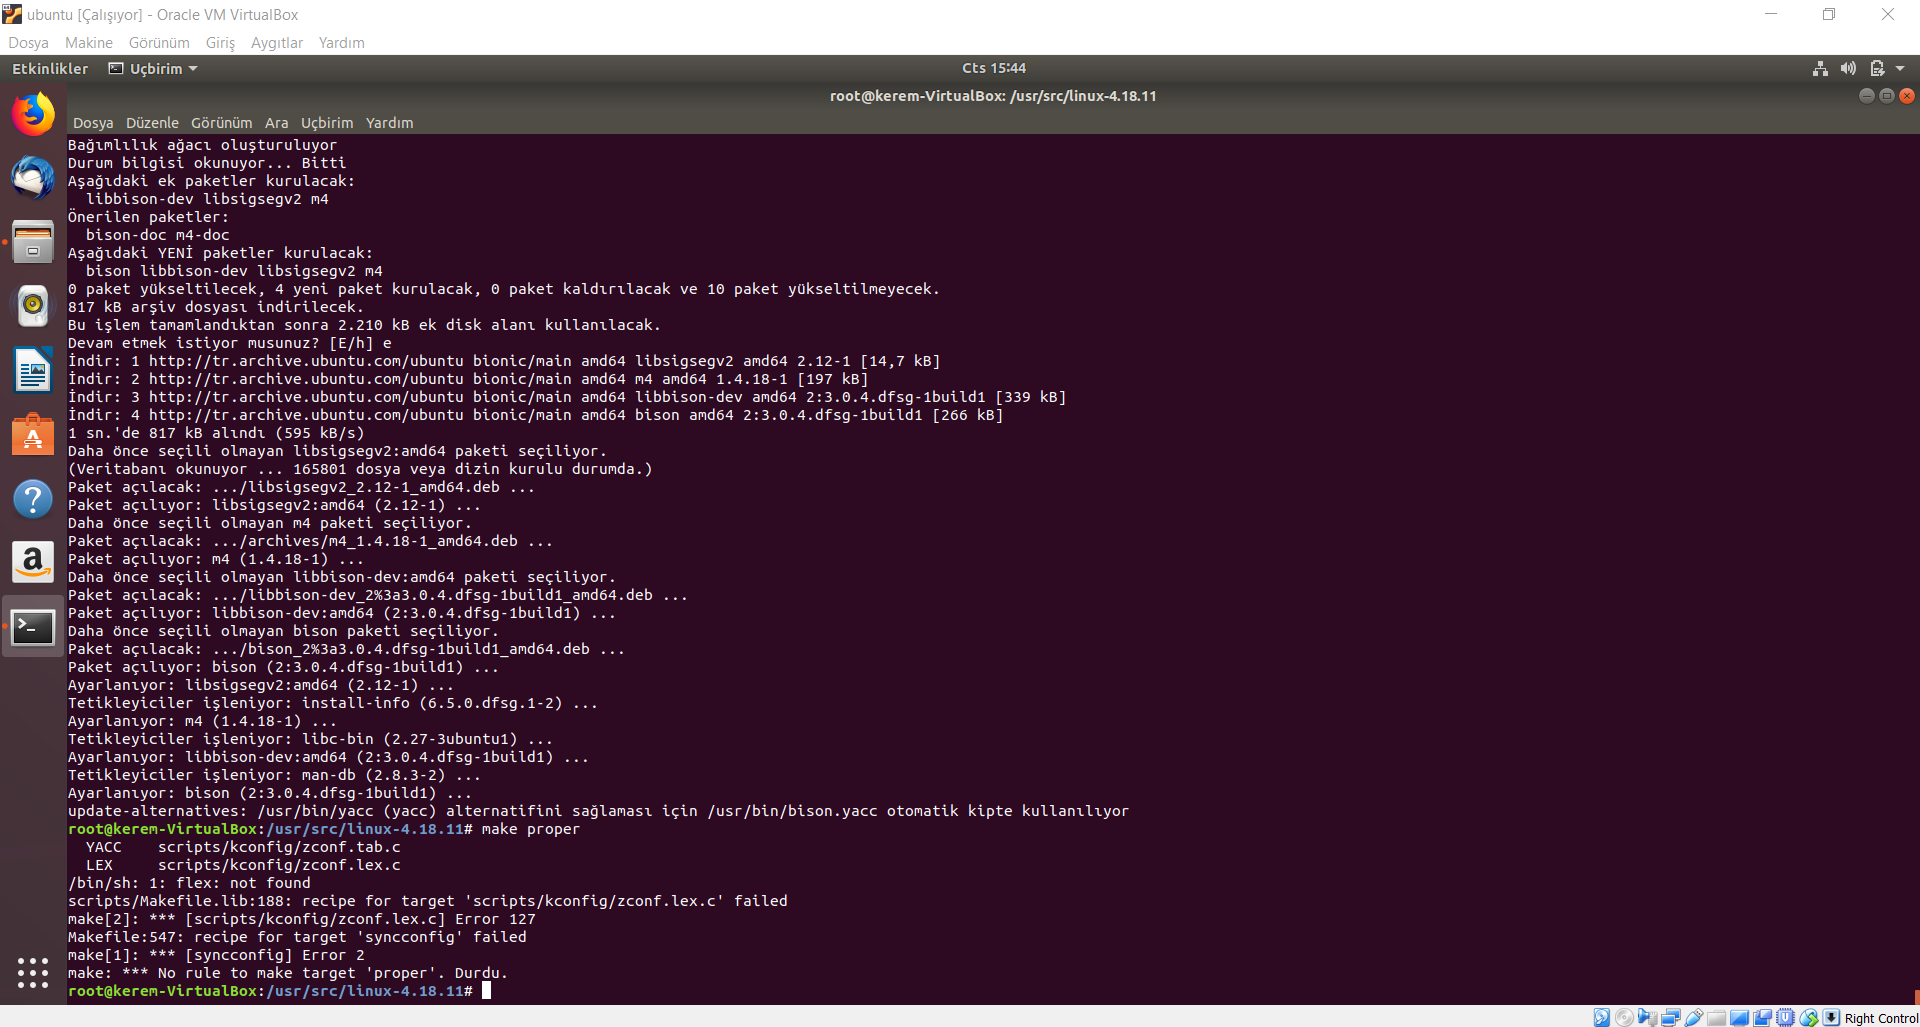 ubuntu [Çalışıyor] - Oracle VM VirtualBox
Dosya Makine Görünüm Giriş Aygıtlar Yardım
Etkinlikler Uçbirim Cts 15:44
root@kerem-VirtualBox: /usr/src/linux-4.18.11
Dosya Düzenle Görünüm Ara Uçbirim Yardım
Bağımlılık ağacı oluşturuluyor
Durum bilgisi okunuyor... Bitti
Aşağıdaki ek paketler kurulacak:
  libbison-dev libsigsegv2 m4
Önerilen paketler:
  bison-doc m4-doc
Aşağıdaki YENİ paketler kurulacak:
  bison libbison-dev libsigsegv2 m4
0 paket yükseltilecek, 4 yeni paket kurulacak, 0 paket kaldırılacak ve 10 paket yükseltilmeyecek.
817 kB arşiv dosyası indirilecek.
Bu işlem tamamlandıktan sonra 2.210 kB ek disk alanı kullanılacak.
Devam etmek istiyor musunuz? [E/h] e
İndir: 1 http://tr.archive.ubuntu.com/ubuntu bionic/main amd64 libsigsegv2 amd64 2.12-1 [14,7 kB]
İndir: 2 http://tr.archive.ubuntu.com/ubuntu bionic/main amd64 m4 amd64 1.4.18-1 [197 kB]
İndir: 3 http://tr.archive.ubuntu.com/ubuntu bionic/main amd64 libbison-dev amd64 2:3.0.4.dfsg-1build1 [339 kB]
İndir: 4 http://tr.archive.ubuntu.com/ubuntu bionic/main amd64 bison amd64 2:3.0.4.dfsg-1build1 [266 kB]
1 sn.'de 817 kB alındı (595 kB/s)
Daha önce seçili olmayan libsigsegv2:amd64 paketi seçiliyor.
(Veritabanı okunuyor ... 165801 dosya veya dizin kurulu durumda.)
Paket açılacak: .../libsigsegv2_2.12-1_amd64.deb ...
Paket açılıyor: libsigsegv2:amd64 (2.12-1) ...
Daha önce seçili olmayan m4 paketi seçiliyor.
Paket açılacak: .../archives/m4_1.4.18-1_amd64.deb ...
Paket açılıyor: m4 (1.4.18-1) ...
Daha önce seçili olmayan libbison-dev:amd64 paketi seçiliyor.
Paket açılacak: .../libbison-dev_2%3a3.0.4.dfsg-1build1_amd64.deb ...
Paket açılıyor: libbison-dev:amd64 (2:3.0.4.dfsg-1build1) ...
Daha önce seçili olmayan bison paketi seçiliyor.
Paket açılacak: .../bison_2%3a3.0.4.dfsg-1build1_amd64.deb ...
Paket açılıyor: bison (2:3.0.4.dfsg-1build1) ...
Ayarlanıyor: libsigsegv2:amd64 (2.12-1) ...
Tetikleyiciler işleniyor: install-info (6.5.0.dfsg.1-2) ...
Ayarlanıyor: m4 (1.4.18-1) ...
Tetikleyiciler işleniyor: libc-bin (2.27-3ubuntu1) ...
Ayarlanıyor: libbison-dev:amd64 (2:3.0.4.dfsg-1build1) ...
Tetikleyiciler işleniyor: man-db (2.8.3-2) ...
Ayarlanıyor: bison (2:3.0.4.dfsg-1build1) ...
update-alternatives: /usr/bin/yacc (yacc) alternatifini sağlaması için /usr/bin/bison.yacc otomatik kipte kullanılıyor
root@kerem-VirtualBox:/usr/src/linux-4.18.11# make proper
  YACC    scripts/kconfig/zconf.tab.c
  LEX     scripts/kconfig/zconf.lex.c
/bin/sh: 1: flex: not found
scripts/Makefile.lib:188: recipe for target 'scripts/kconfig/zconf.lex.c' failed
make[2]: *** [scripts/kconfig/zconf.lex.c] Error 127
Makefile:547: recipe for target 'syncconfig' failed
make[1]: *** [syncconfig] Error 2
make: *** No rule to make target 'proper'. Durdu.
root@kerem-VirtualBox:/usr/src/linux-4.18.11#
Right Control